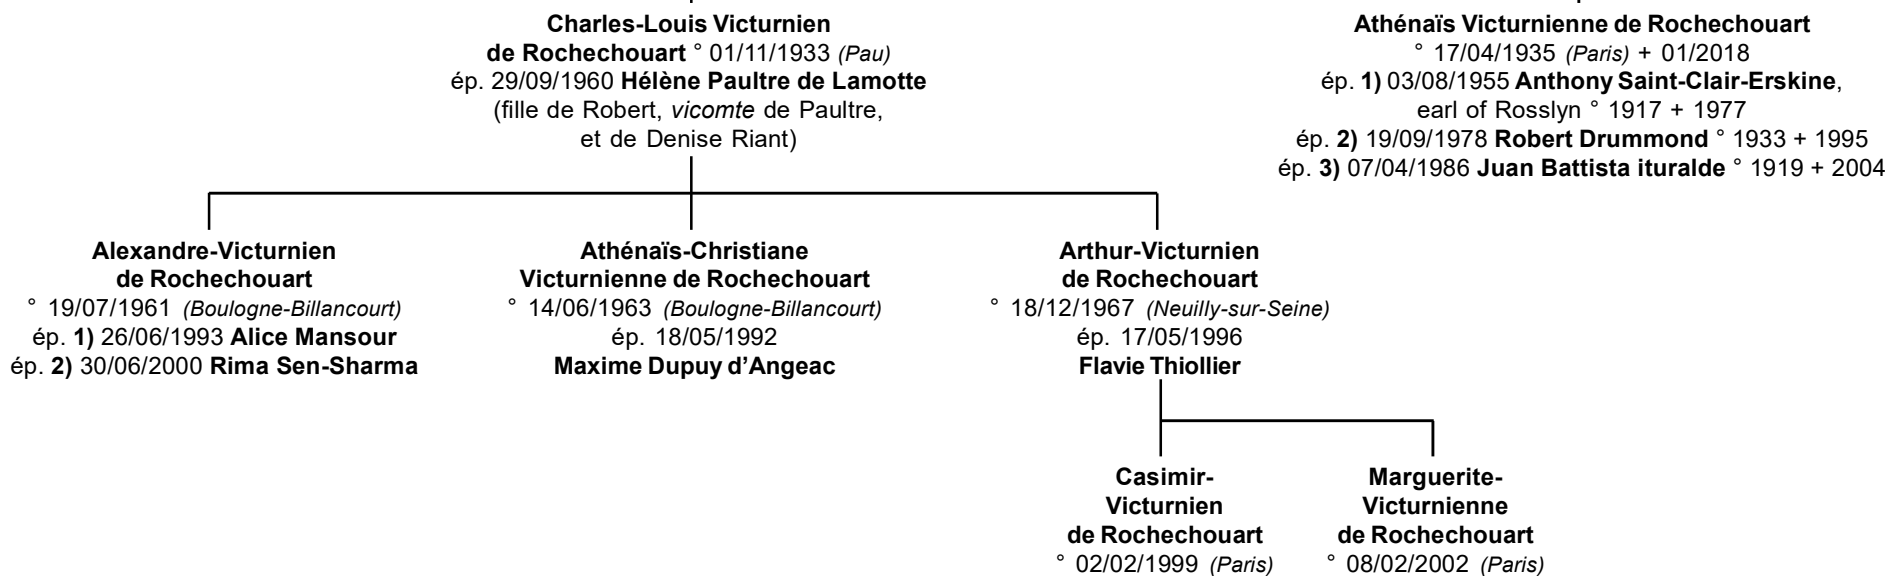 Charles-Louis Victurnien
de Rochechouart ° 01/11/1933 (Pau)
ép. 29/09/1960 Hélène Paultre de Lamotte
(fille de Robert, vicomte de Paultre,
et de Denise Riant)
Athénaïs Victurnienne de Rochechouart
° 17/04/1935 (Paris) + 01/2018
ép. 1) 03/08/1955 Anthony Saint-Clair-Erskine,
earl of Rosslyn ° 1917 + 1977
ép. 2) 19/09/1978 Robert Drummond ° 1933 + 1995
ép. 3) 07/04/1986 Juan Battista ituralde ° 1919 + 2004
Alexandre-Victurnien
de Rochechouart
° 19/07/1961 (Boulogne-Billancourt)
ép. 1) 26/06/1993 Alice Mansour
ép. 2) 30/06/2000 Rima Sen-Sharma
Athénaïs-Christiane
Victurnienne de Rochechouart
° 14/06/1963 (Boulogne-Billancourt)
ép. 18/05/1992
Maxime Dupuy d'Angeac
Arthur-Victurnien
de Rochechouart
° 18/12/1967 (Neuilly-sur-Seine)
ép. 17/05/1996
Flavie Thiollier
Casimir-
Victurnien
de Rochechouart
° 02/02/1999 (Paris)
Marguerite-
Victurnienne
de Rochechouart
° 08/02/2002 (Paris)